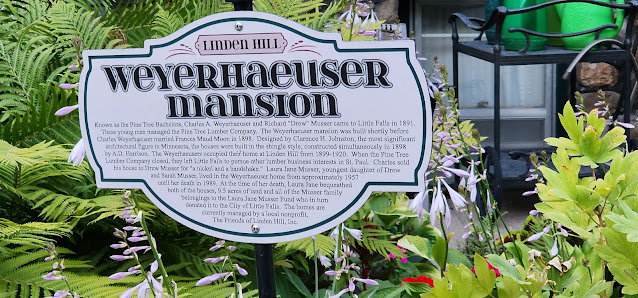 LINDEN HILL
WEYERHAEUSER
MANSION
Known as the Pine Tree Bachelors, Charles A. Weyerhaeuser and Richard "Drew" Musser came to Little Falls in 1891.
These young men managed the Pine Tree Lumber Company. The Weyerhaeuser mansion was built shortly before
Charles Weyerhaeuser married Frances Maud Moon in 1898. Designed by Clarence H. Johnston, the most significant
architectural figure in Minnesota, the houses were built in the shingle style, constructed simultaneously in 1898
by A.D. Houston. The Weyerhaeusers occupied their home at Linden Hill from 1899-1920. When the Pine Tree
Lumber Company closed, they left Little Falls to pursue other lumber business interests in St. Paul. Charles sold
his house to Drew Musser for "a nickel and a handshake." Laura Jane Musser, youngest daughter of Drew
Musser, lived in the Weyerhaeuser home from approximately 1957
until her death in 1989. At the time of her death, Laura Jane bequeathed
both of the houses, 9.5 acres of land and all of the Musser family
belongings to the Laura Jane Musser Fund who in turn
donated it to the City of Little Falls. The homes are
currently managed by a local nonprofit,
The Friends of Linden Hill, Inc.